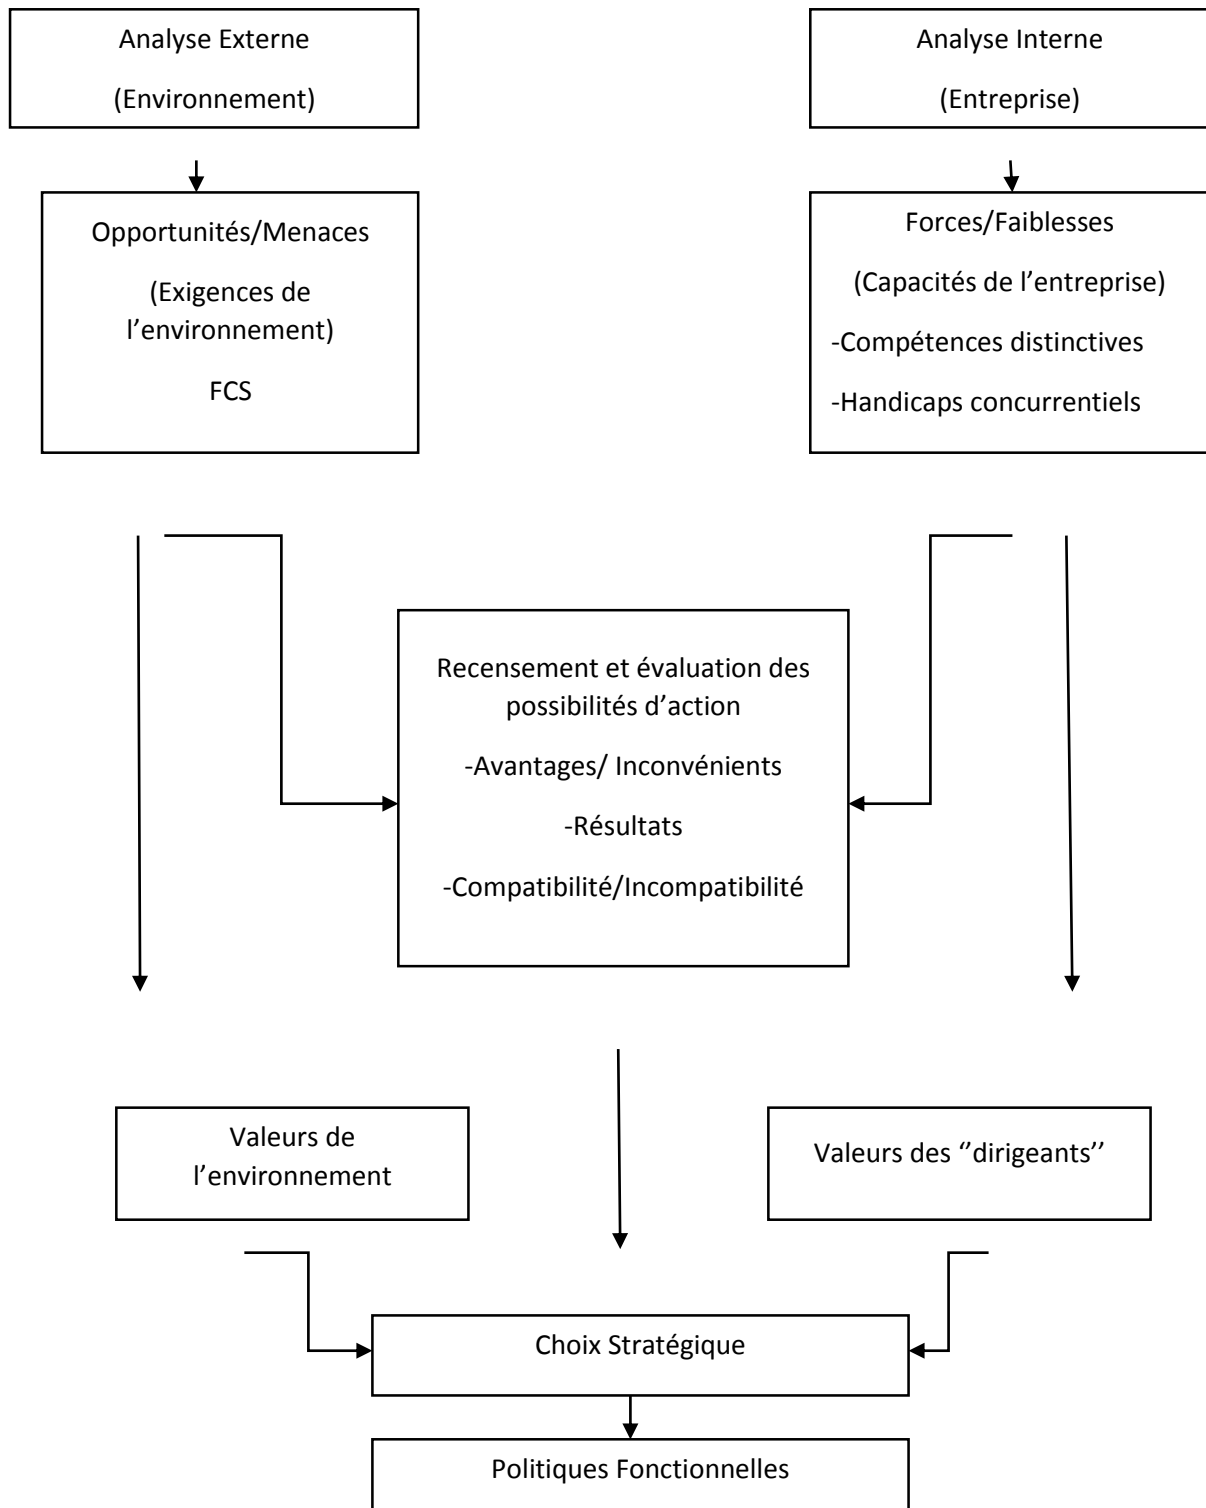 Analyse Externe
(Environnement)
Analyse Interne
(Entreprise)
Opportunités/Menaces
(Exigences de
l’environnement)
FCS
Forces/Faiblesses
(Capacités de l’entreprise)
-Compétences distinctives
-Handicaps concurrentiels
Recensement et évaluation des
possibilités d’action
-Avantages/ Inconvénients
-Résultats
-Compatibilité/Incompatibilité
Valeurs de
l’environnement
Valeurs des ‘’dirigeants’’
Choix Stratégique
Politiques Fonctionnelles